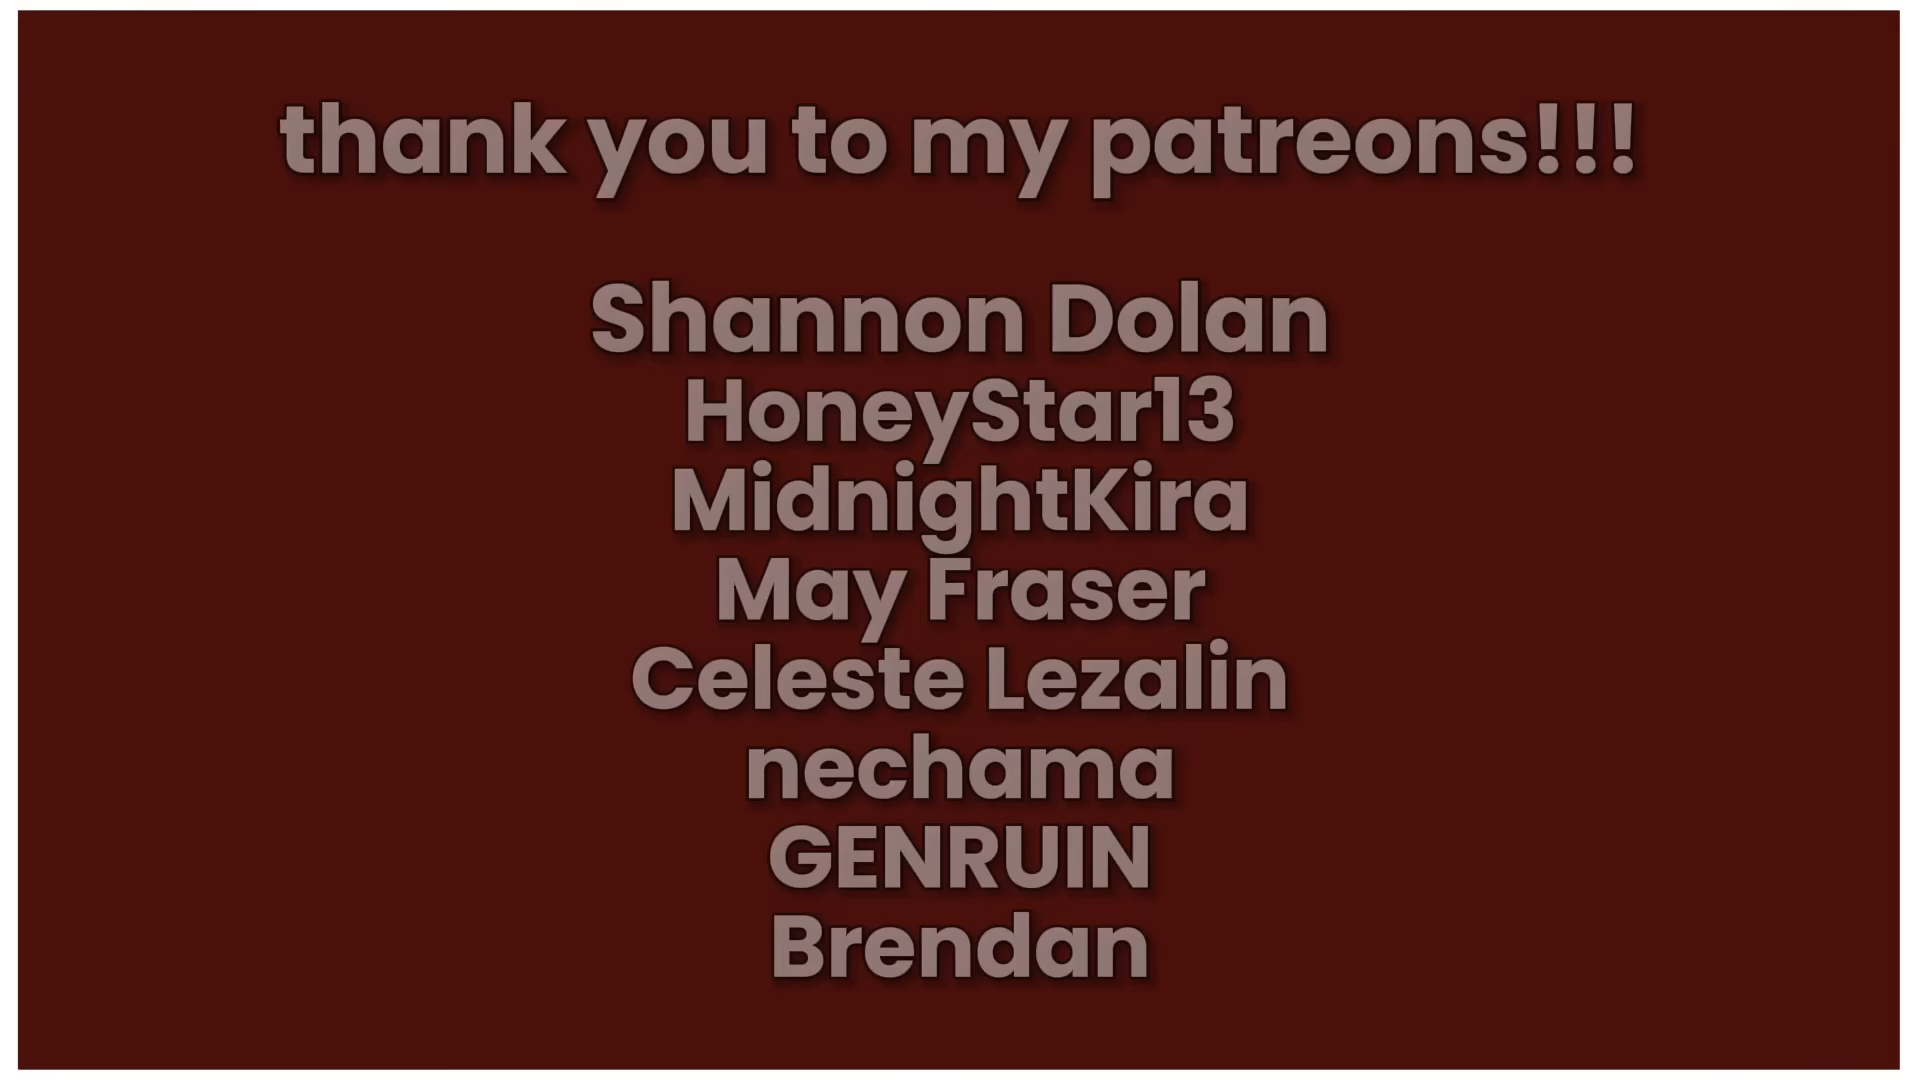 thank you to my patreons!!!
Shannon Dolan
HoneyStar13
MidnightKira
May Fraser
Celeste Lezalin
nechama
GENRUIN
Brendan